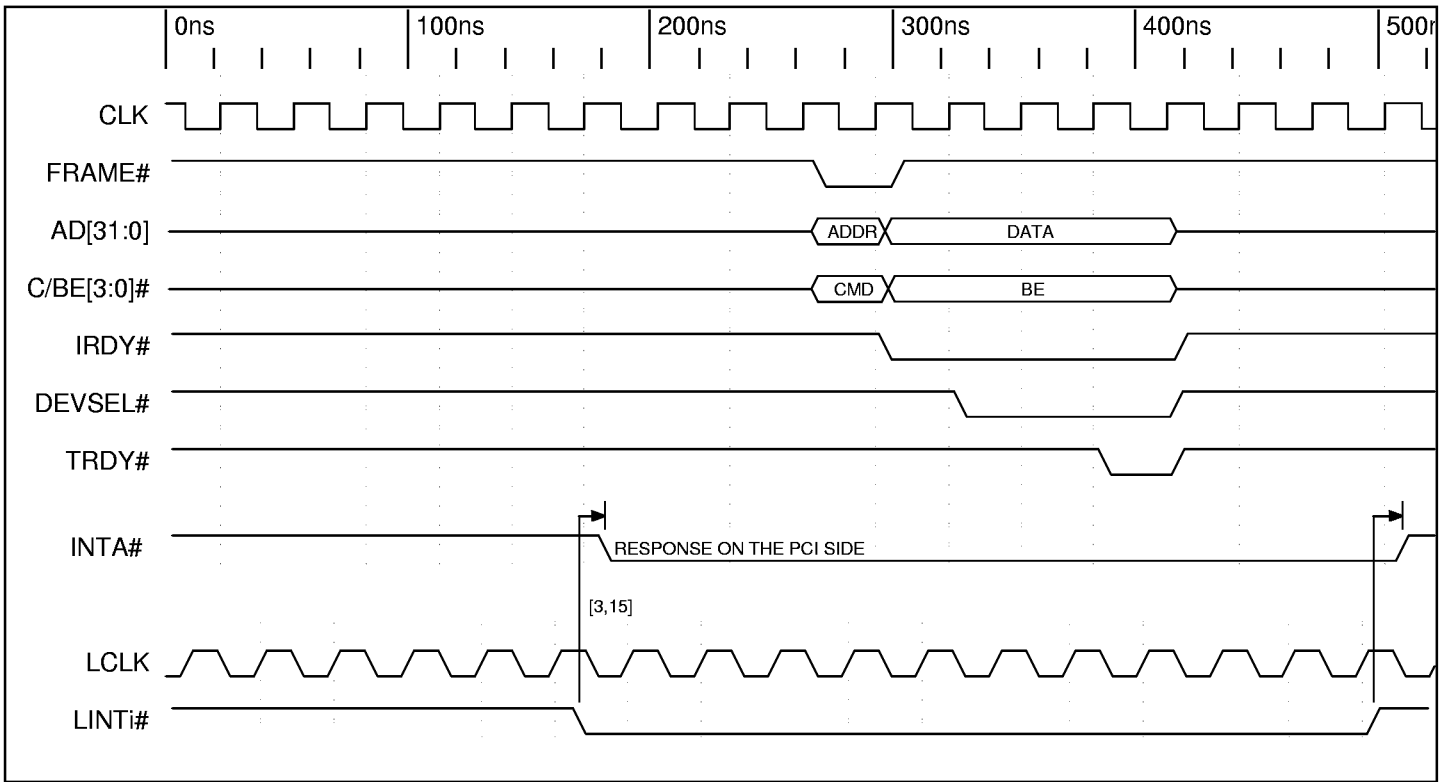 0ns 100ns 200ns 300ns 400ns 500n
CLK
FRAME#
AD[31:0] ADDR DATA
C/BE[3:0]# CMD BE
IRDY#
DEVSEL#
TRDY#
INTA# RESPONSE ON THE PCI SIDE
[3,15]
LCLK
LINTi#